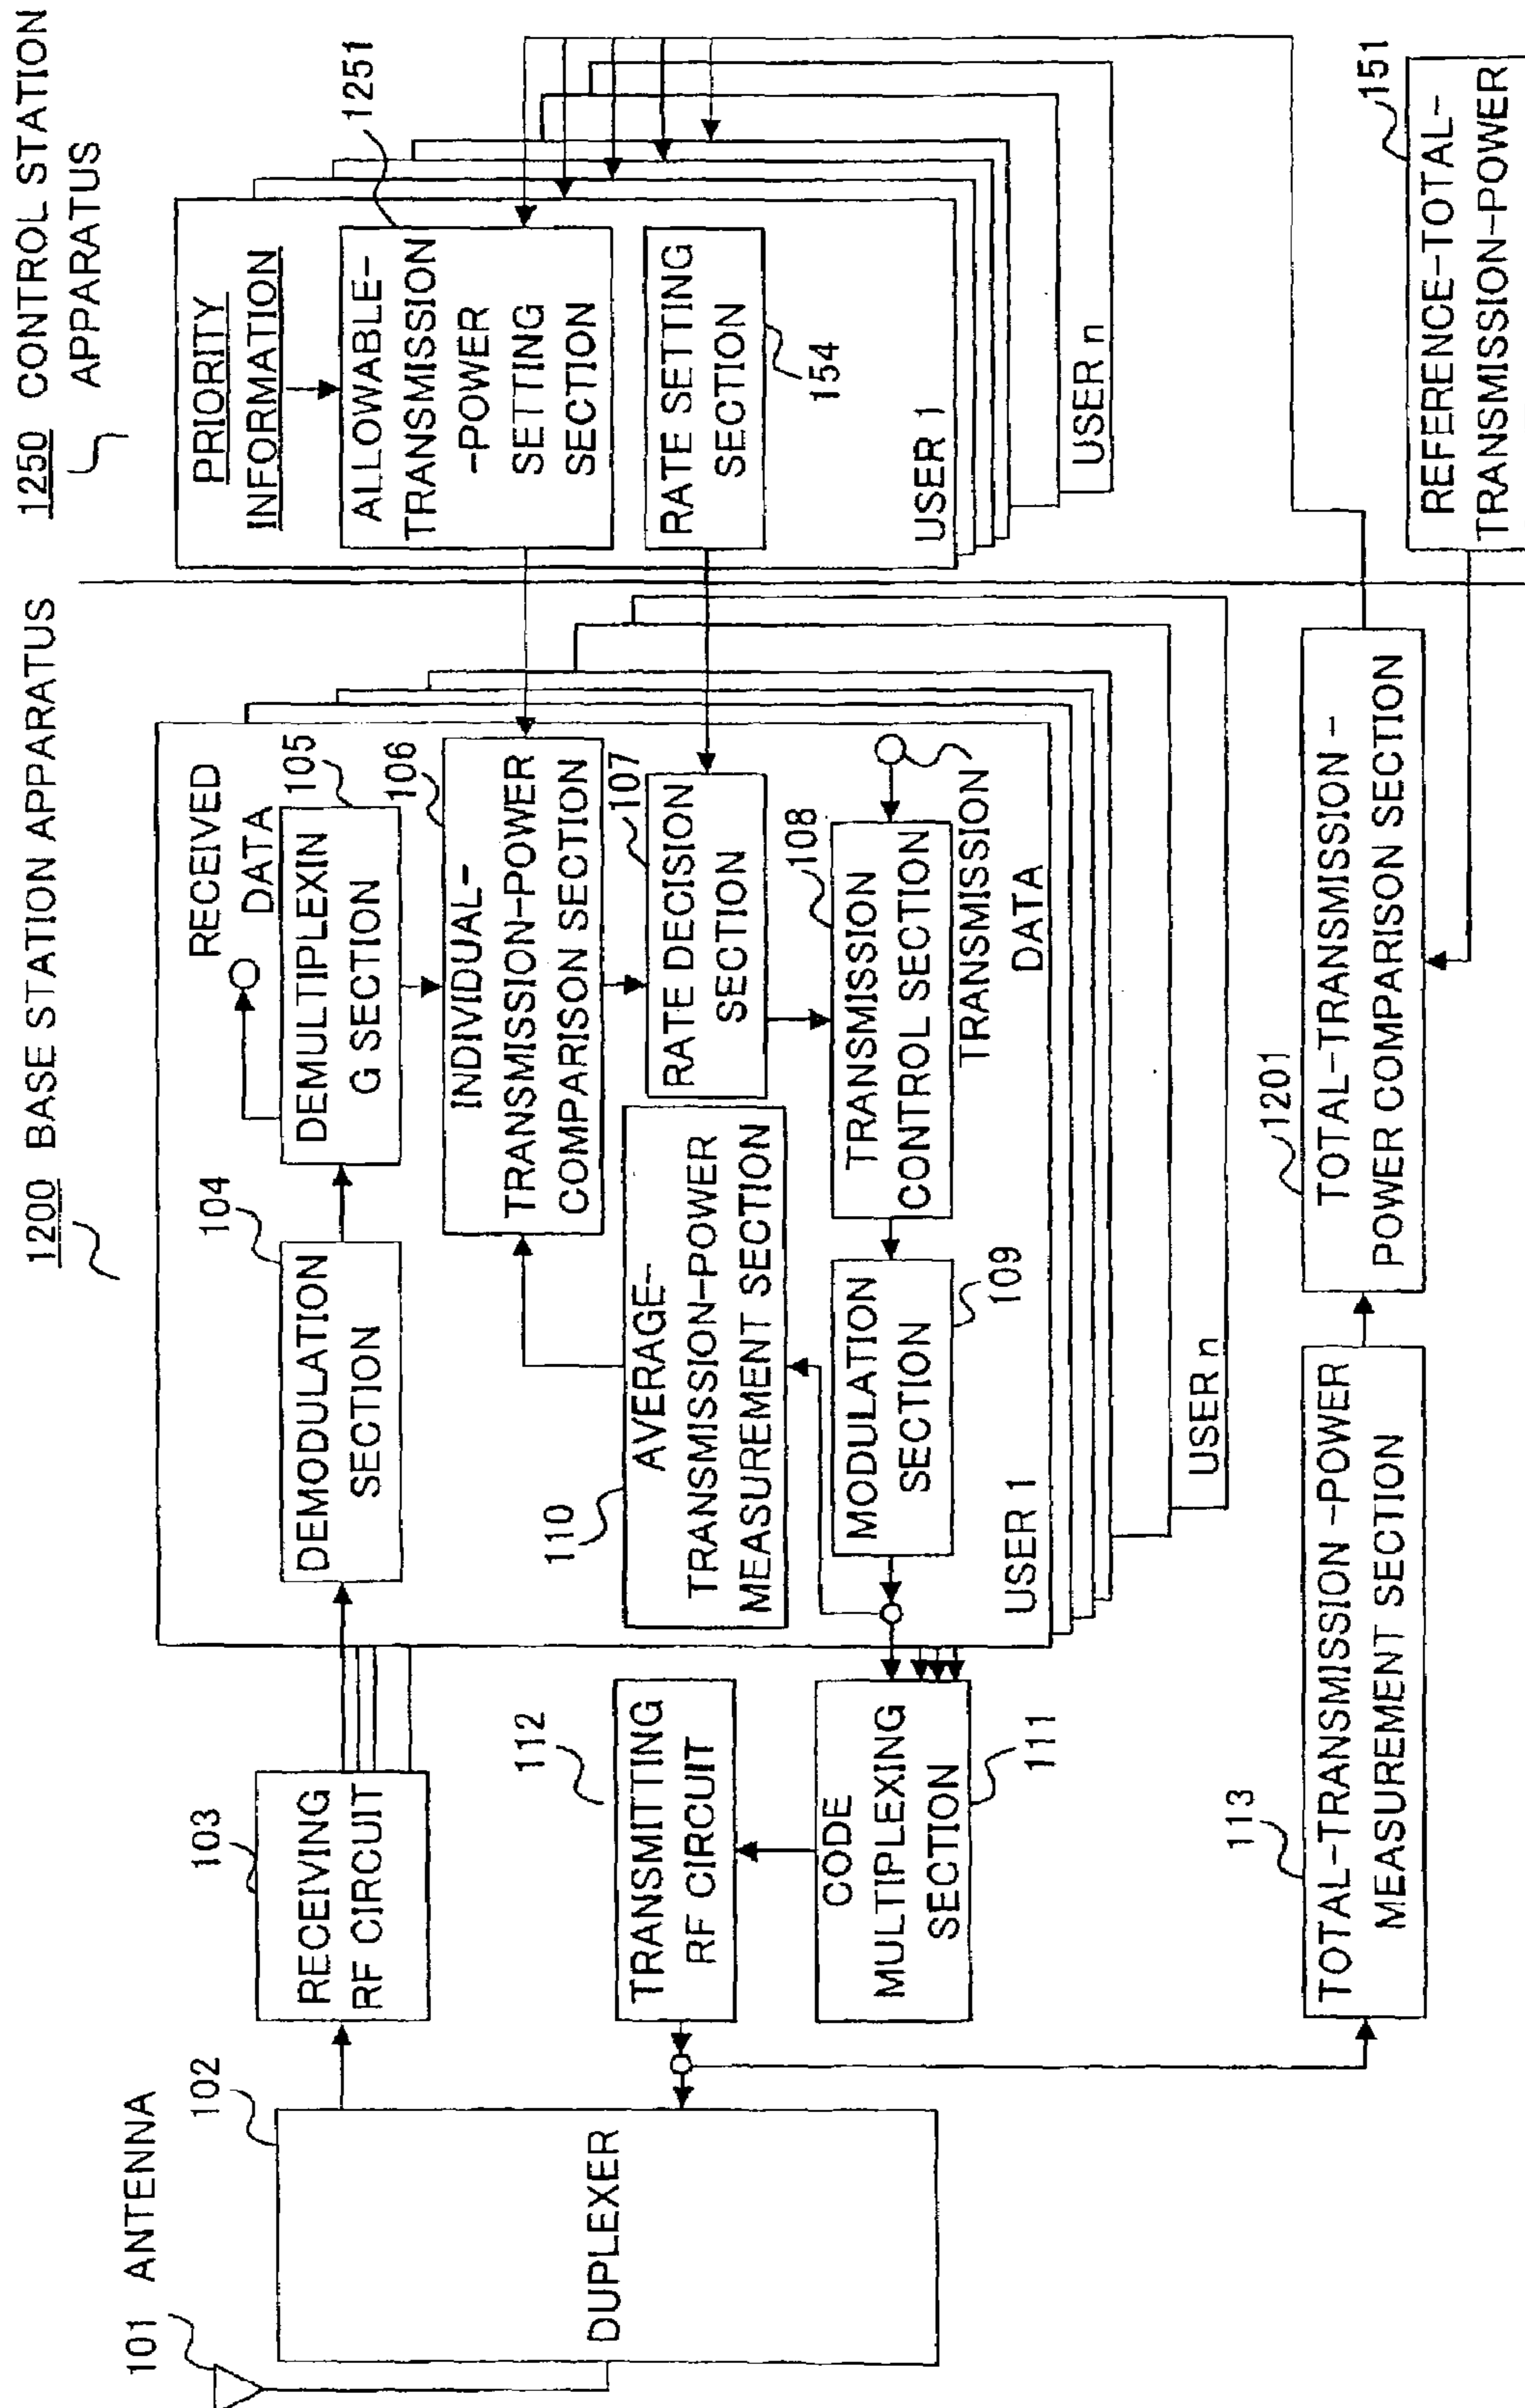 1200 BASE STATION APPARATUS
1250 CONTROL STATION
APPARATUS
101 ANTENNA
102
DUPLEXER
103
RECEIVING
RF CIRCUIT
104
DEMODULATION
SECTION
RECEIVED
DATA
105
DEMULTIPLEXIN
G SECTION
106
INDIVIDUAL-
TRANSMISSION-POWER
COMPARISON SECTION
107
RATE DECISION
SECTION
108
TRANSMISSION
CONTROL SECTION
TRANSMISSION
DATA
110
AVERAGE-
TRANSMISSION-POWER
MEASUREMENT SECTION
MODULATION
SECTION
109
USER 1
USER n
112
TRANSMITTING
RF CIRCUIT
CODE
MULTIPLEXING
SECTION
111
113
TOTAL-TRANSMISSION -POWER
MEASUREMENT SECTION
1201
TOTAL-TRANSMISSION -
POWER COMPARISON SECTION
PRIORITY
INFORMATION
1251
ALLOWABLE-
TRANSMISSION
-POWER
SETTING
SECTION
RATE SETTING
SECTION
154
USER 1
USER n
151
REFERENCE-TOTAL-
TRANSMISSION-POWER